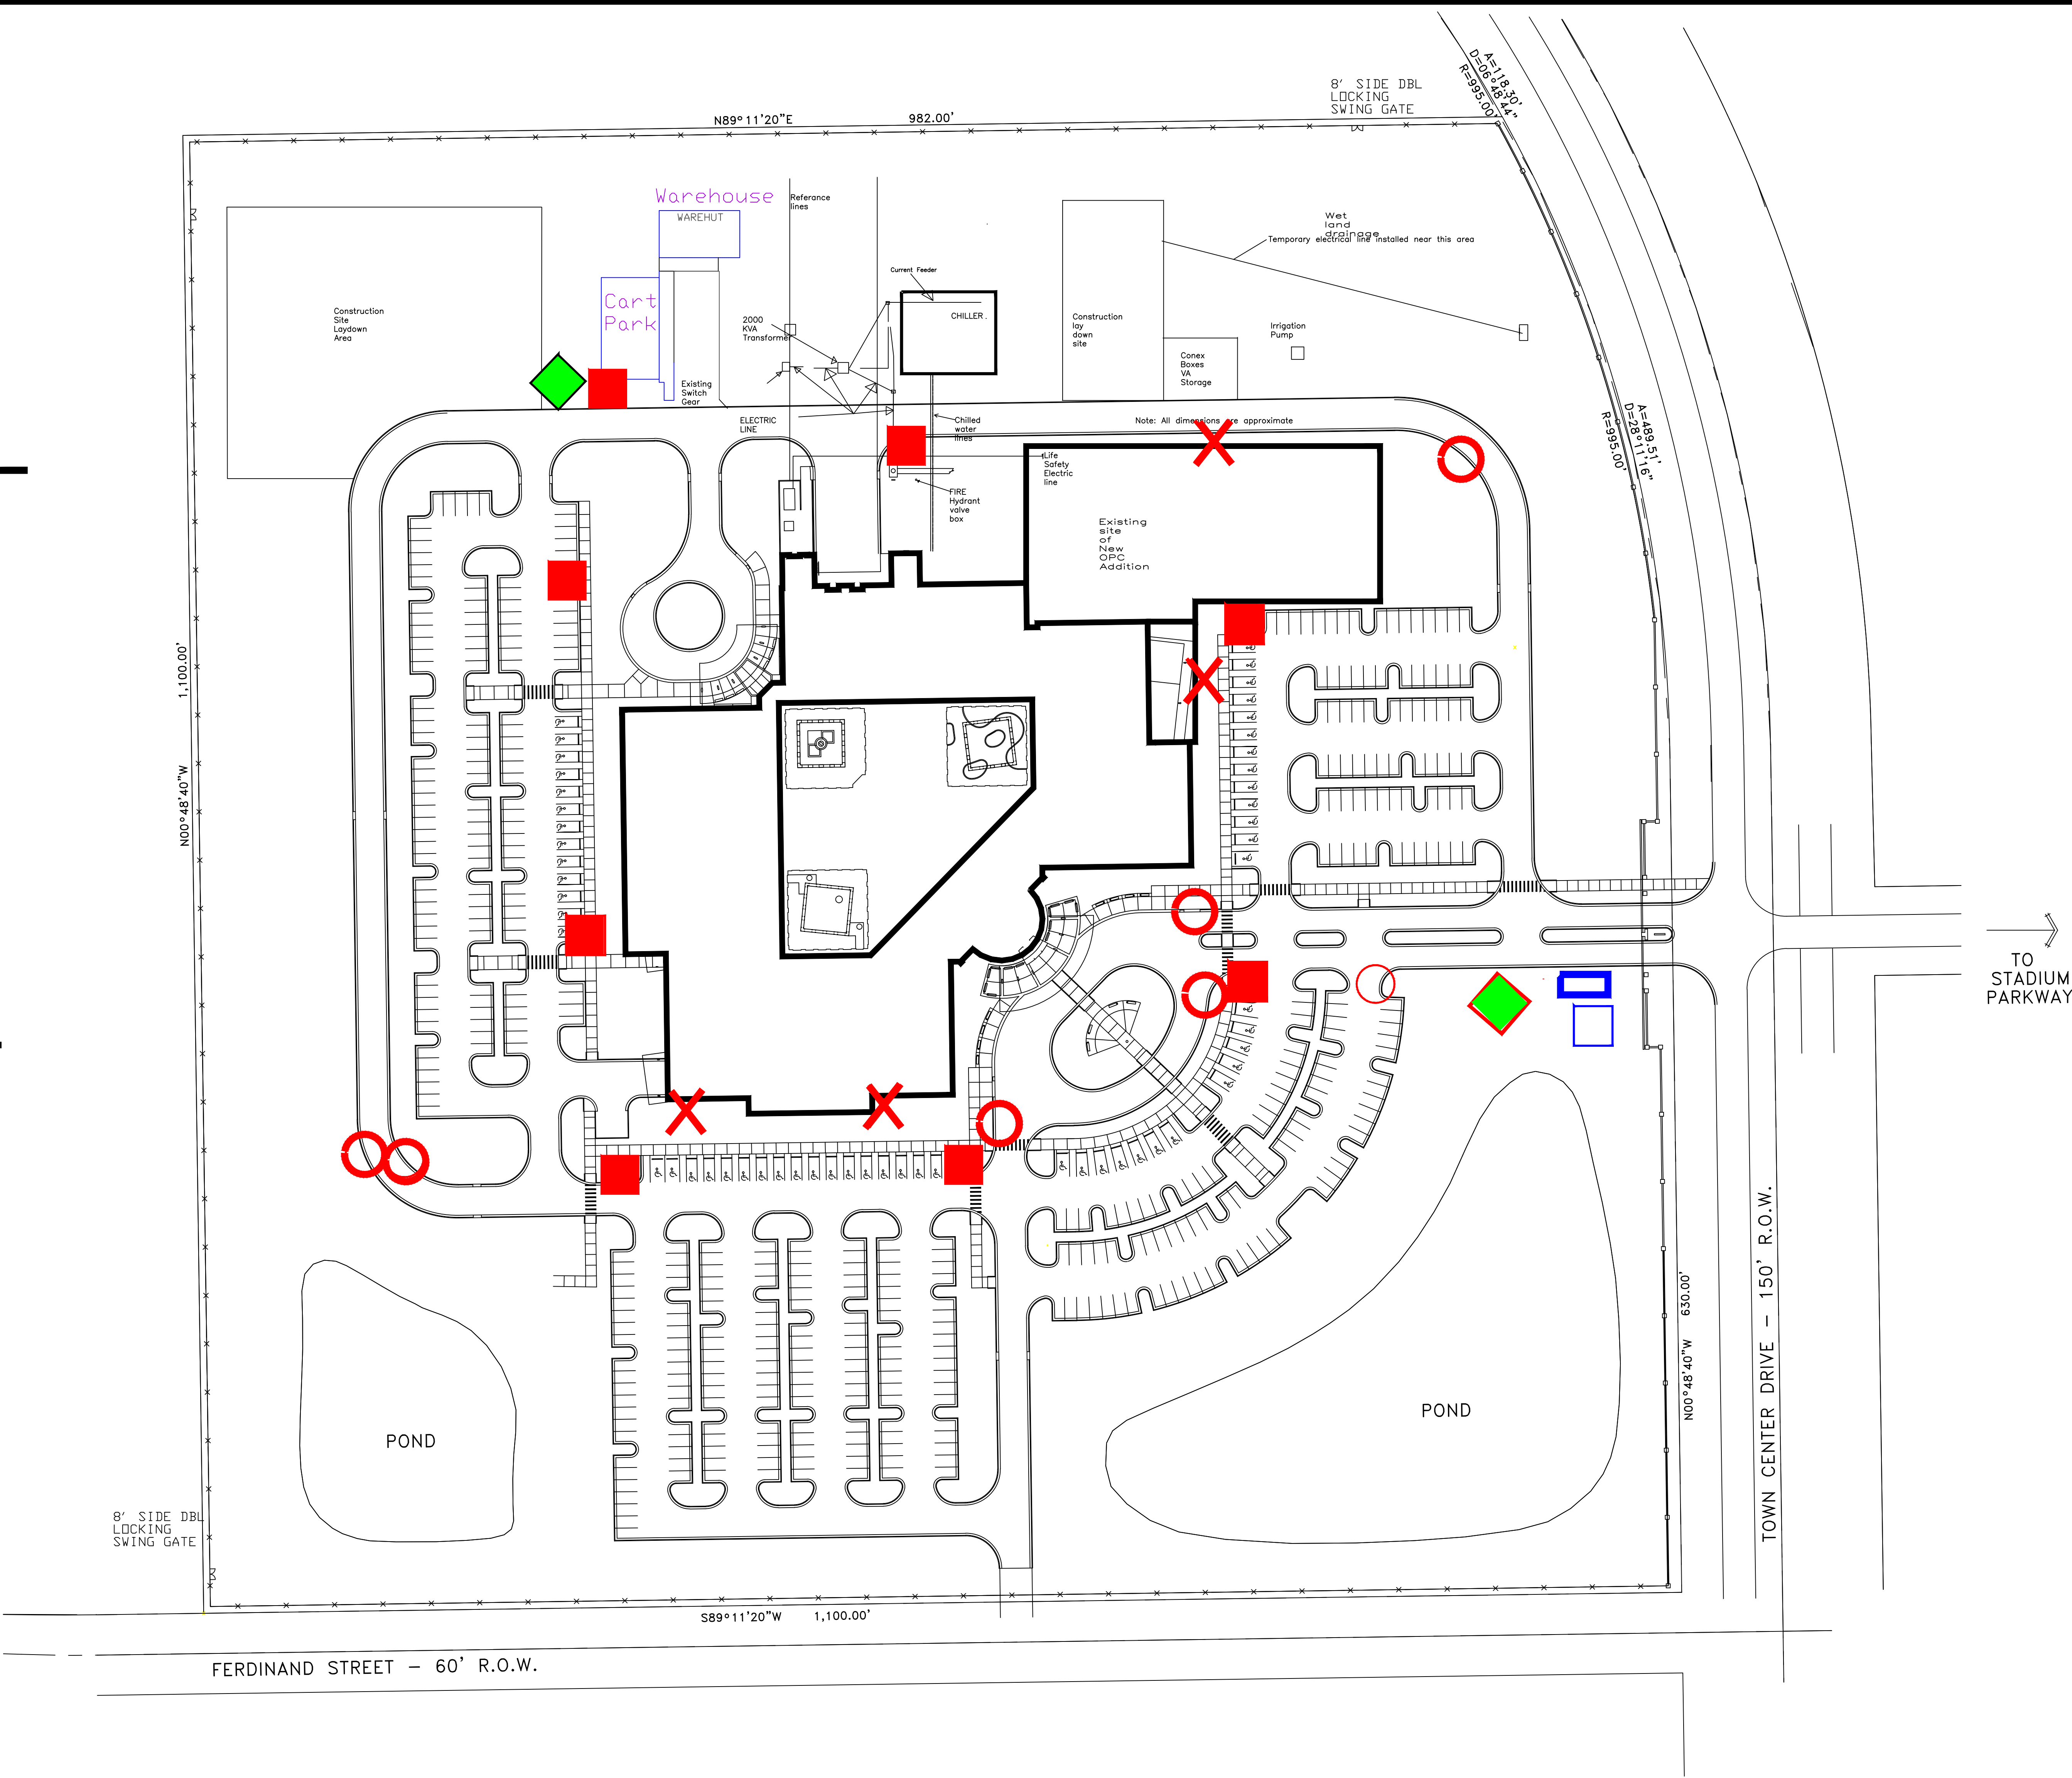 A=118.30'
D=06°48'44"
R=995.00'
8' SIDE DBL
LOCKING
SWING GATE
N89°11'20"E 982.00'
Warehouse
WAREHUT
Referance
lines
Wet
land
drainage
Temporary electrical line installed near this area
Current Feeder
Cart
Park
Construction
Site
Laydown
Area
2000
KVA
Transformer
CHILLER.
Construction
lay
down
site
Irrigation
Pump
Conex
Boxes
VA
Storage
Existing
Switch
Gear
ELECTRIC
LINE
Chilled
water
lines
Note: All dimensions are approximate
A=489.51'
D=28°11'16"
R=995.00'
Life
Safety
Electric
line
FIRE
Hydrant
valve
box
Existing
site
of
New
OPC
Addition
1,100.00'
N00°48'40"W
TO
STADIUM
PARKWAY
POND
POND
N00°48'40"W 630.00'
TOWN CENTER DRIVE - 150' R.O.W.
8' SIDE DBL
LOCKING
SWING GATE
S89°11'20"W 1,100.00'
FERDINAND STREET - 60' R.O.W.